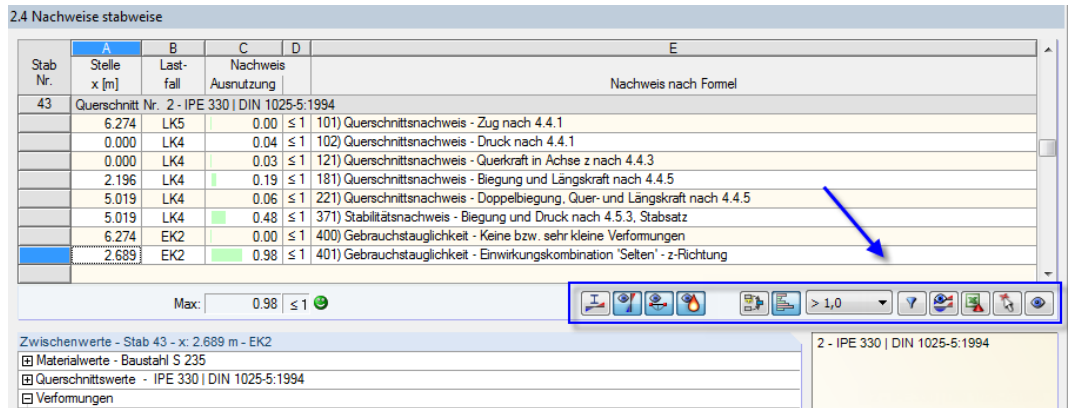 2.4 Nachweise stabweise
A B C D E
Stab Stelle Last- Nachweis
Nr. x [m] fall Ausnutzung Nachweis nach Formel
43 Querschnitt Nr. 2 - IPE 330 | DIN 1025-5:1994
6.274 LK5 0.00 ≤ 1 101) Querschnittsnachweis - Zug nach 4.4.1
0.000 LK4 0.04 ≤ 1 102) Querschnittsnachweis - Druck nach 4.4.1
0.000 LK4 0.03 ≤ 1 121) Querschnittsnachweis - Querkraft in Achse z nach 4.4.3
2.196 LK4 0.19 ≤ 1 181) Querschnittsnachweis - Biegung und Längskraft nach 4.4.5
5.019 LK4 0.06 ≤ 1 221) Querschnittsnachweis - Doppelbiegung, Quer- und Längskraft nach 4.4.5
5.019 LK4 0.48 ≤ 1 371) Stabilitätsnachweis - Biegung und Druck nach 4.5.3, Stabsatz
6.274 EK2 0.00 ≤ 1 400) Gebrauchstauglichkeit - Keine bzw. sehr kleine Verformungen
2.689 EK2 0.98 ≤ 1 401) Gebrauchstauglichkeit - Einwirkungskombination 'Selten' - z-Richtung
Max: 0.98 ≤ 1 > 1,0
Zwischenwerte - Stab 43 - x: 2.689 m - EK2
2 - IPE 330 | DIN 1025-5:1994
Materialwerte - Baustahl S 235
Querschnittswerte - IPE 330 | DIN 1025-5:1994
Verformungen